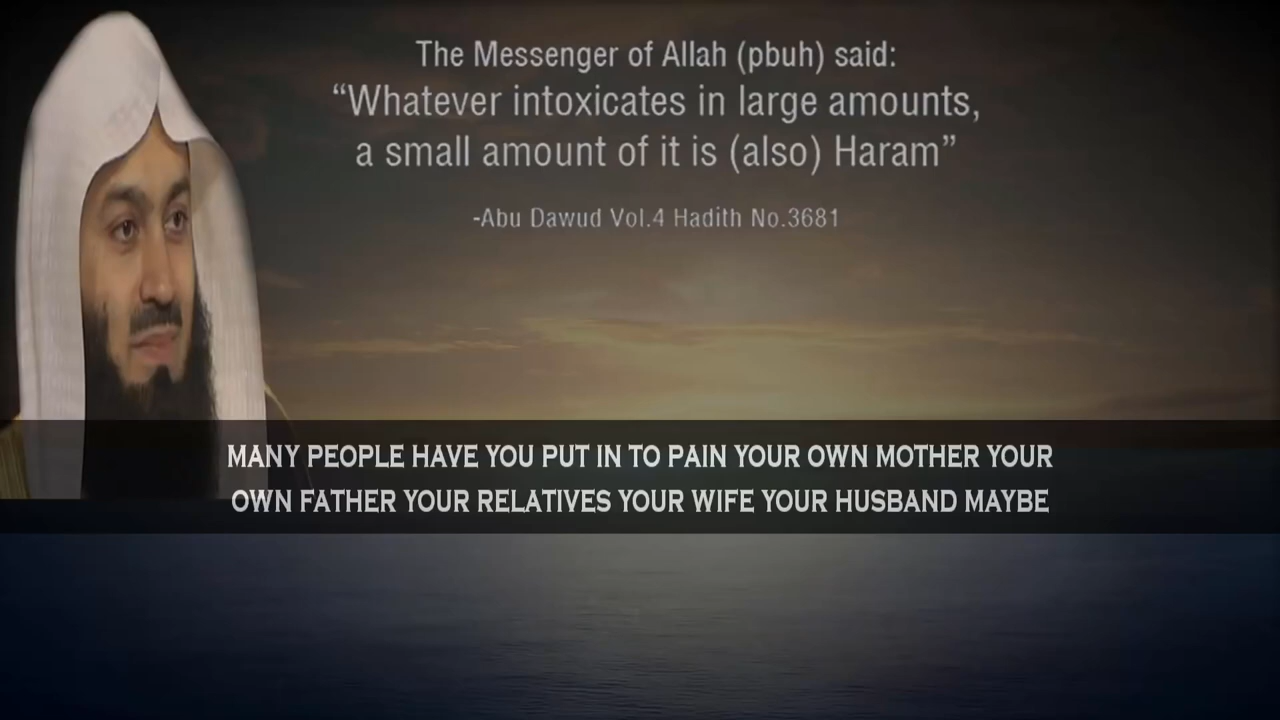 The Messenger of Allah (pbuh) said:
“Whatever intoxicates in large amounts,
a small amount of it is (also) Haram”
-Abu Dawud Vol.4 Hadith No.3681
MANY PEOPLE HAVE YOU PUT IN TO PAIN YOUR OWN MOTHER YOUR
OWN FATHER YOUR RELATIVES YOUR WIFE YOUR HUSBAND MAYBE